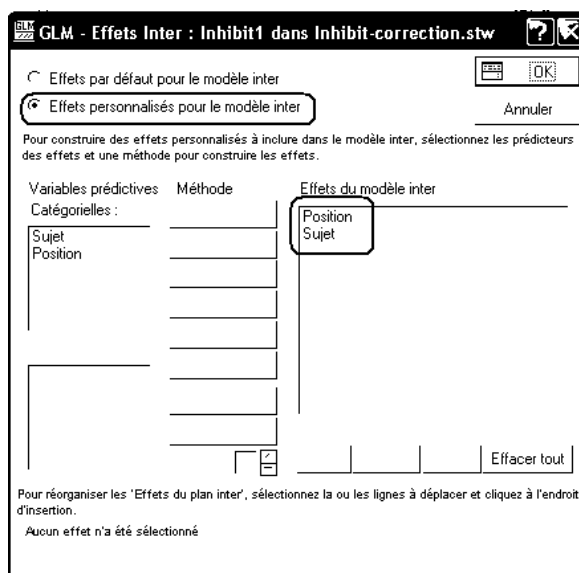 GLM - Effets Inter : Inhibit1 dans Inhibit-correction.stw
Effets par défaut pour le modèle inter
OK
Effets personnalisés pour le modèle inter
Annuler
Pour construire des effets personnalisés à inclure dans le modèle inter, sélectionnez les prédicteurs
des effets et une méthode pour construire les effets.
Variables prédictives Méthode Effets du modèle inter
Catégorielles :
Sujet
Position
Position
Sujet
Effacer tout
Pour réorganiser les 'Effets du plan inter', sélectionnez la ou les lignes à déplacer et cliquez à l'endroit
d'insertion.
Aucun effet n'a été sélectionné